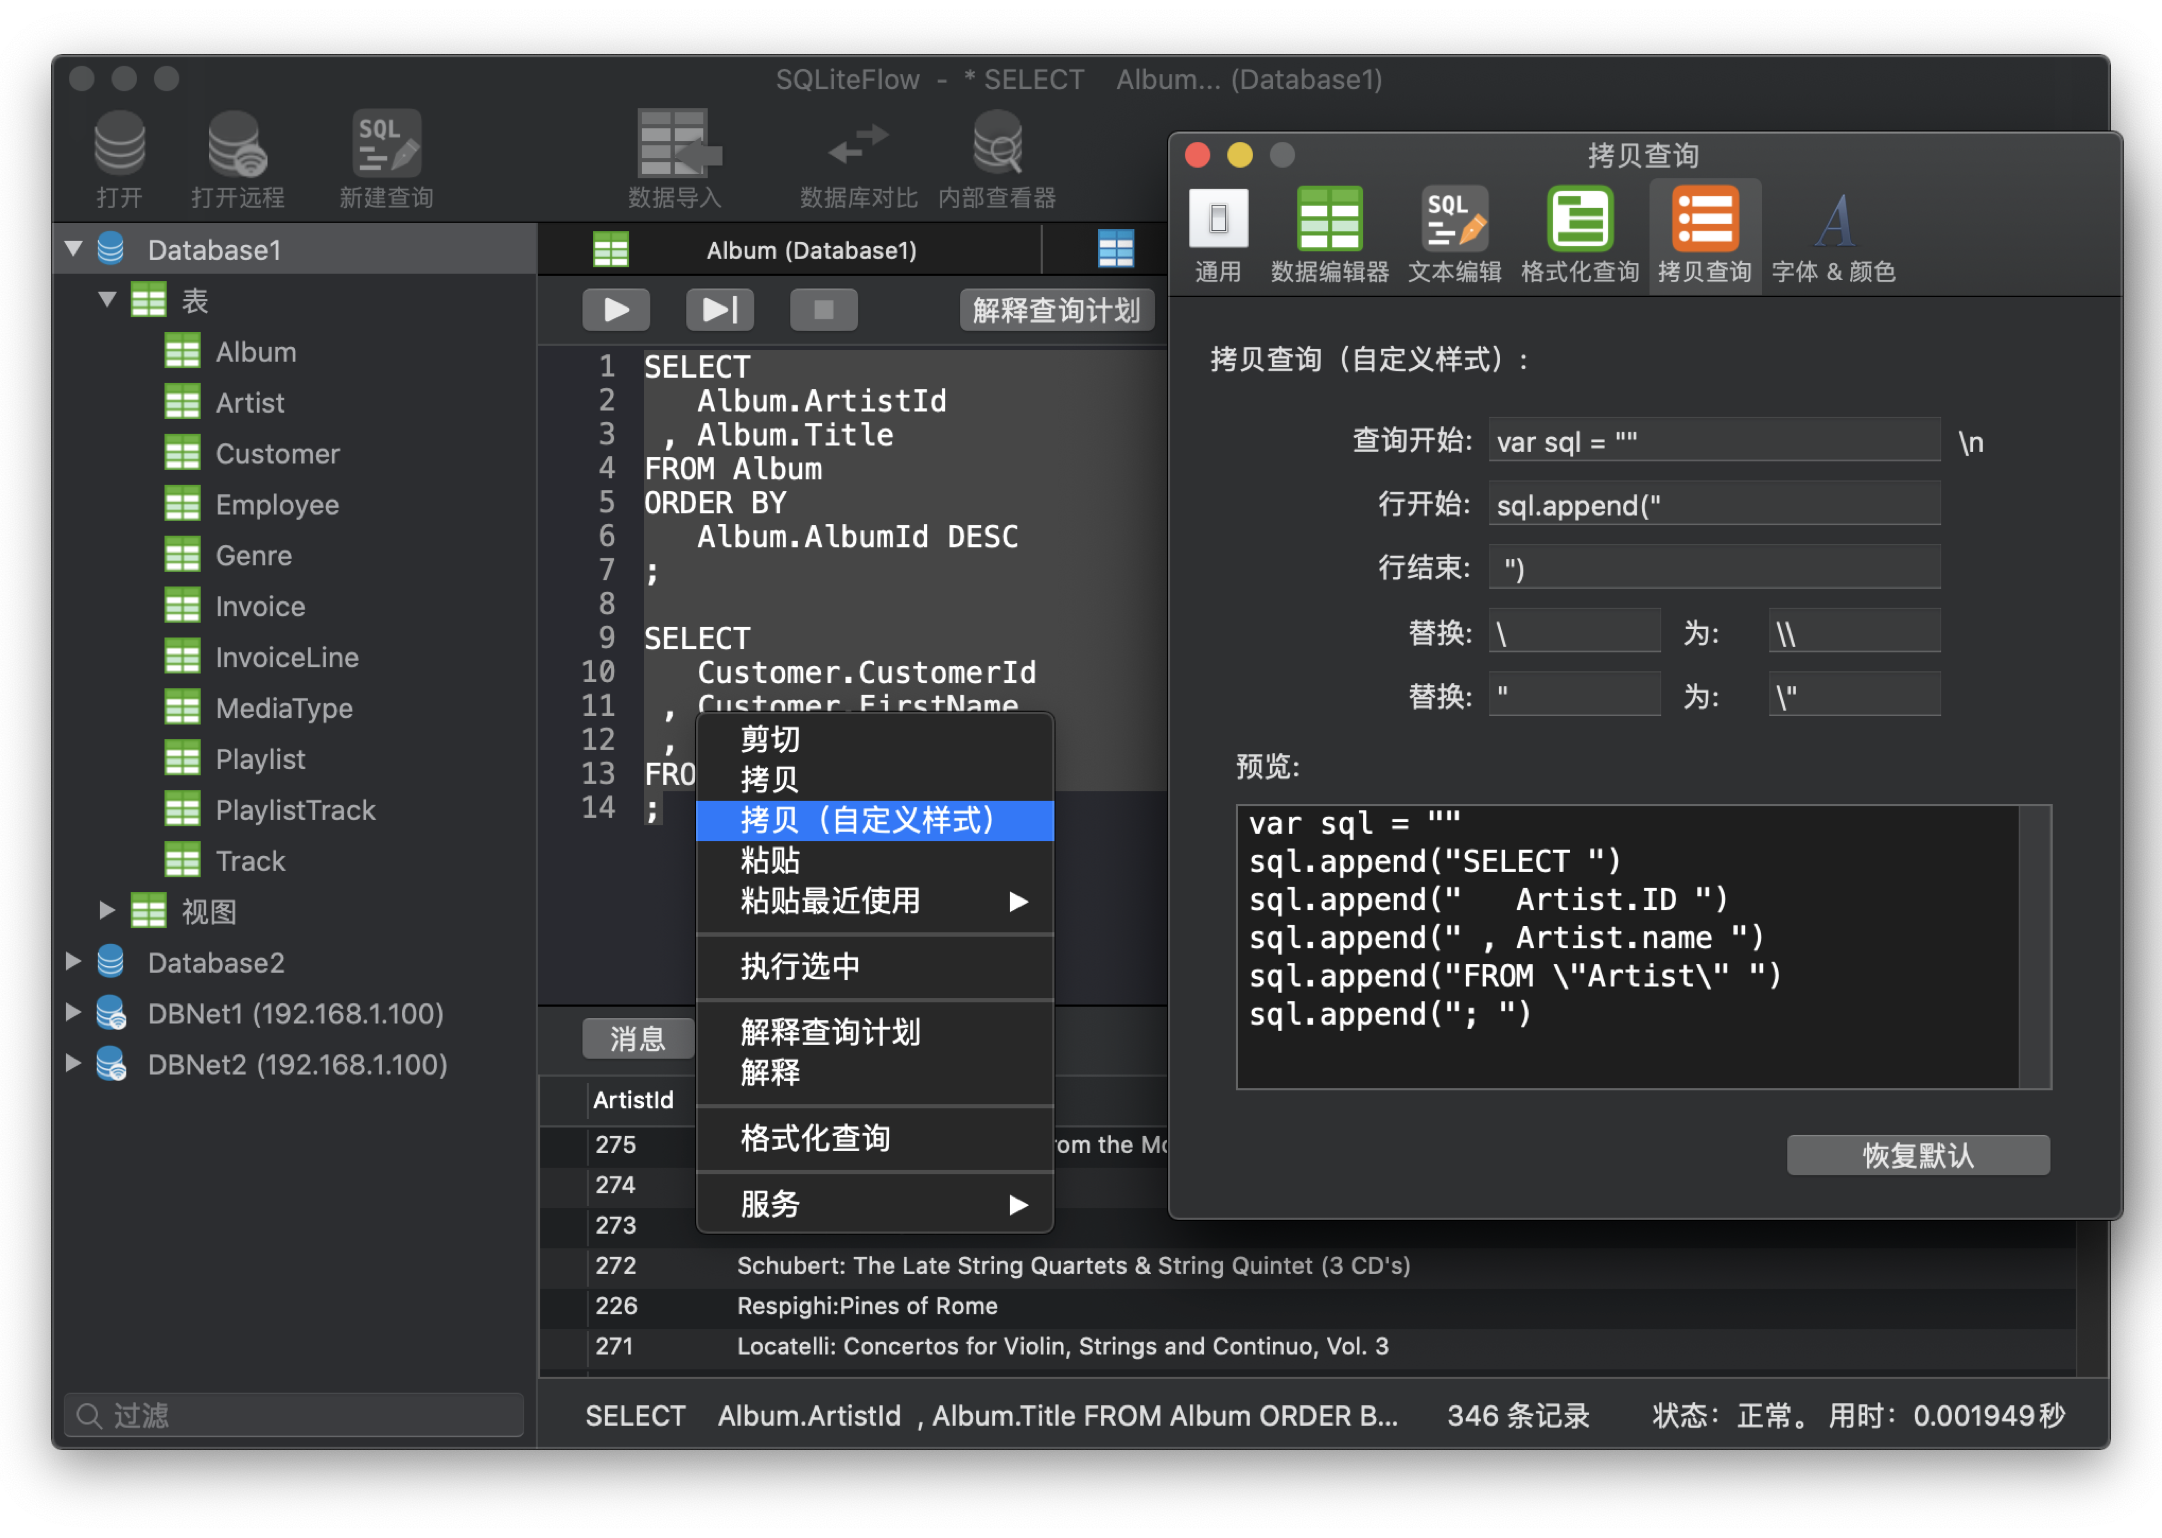 SQLiteFlow - * SELECT Album... (Database1)
打开
打开远程
SQL
新建查询
数据导入
数据库对比
内部查看器
Database1
表
Album
Artist
Customer
Employee
Genre
Invoice
InvoiceLine
MediaType
Playlist
PlaylistTrack
Track
视图
Database2
DBNet1 (192.168.1.100)
DBNet2 (192.168.1.100)
过滤
Album (Database1)
解释查询计划
1 SELECT
2 Album.ArtistId
3 , Album.Title
4 FROM Album
5 ORDER BY
6 Album.AlbumId DESC
7 ;
8
9 SELECT
10 Customer.CustomerId
11 , Customer.FirstName
12 ,
13 FRO
14 ;
剪切
拷贝
拷贝（自定义样式）
粘贴
粘贴最近使用
执行选中
解释查询计划
解释
格式化查询
服务
消息
ArtistId
275 om the Mo
274
273
272 Schubert: The Late String Quartets & String Quintet (3 CD's)
226 Respighi:Pines of Rome
271 Locatelli: Concertos for Violin, Strings and Continuo, Vol. 3
SELECT Album.ArtistId , Album.Title FROM Album ORDER B... 346 条记录 状态：正常。 用时：0.001949秒
拷贝查询
通用
数据编辑器
SQL
文本编辑
格式化查询
拷贝查询
A
字体 & 颜色
拷贝查询（自定义样式）:
查询开始: var sql = "" \n
行开始: sql.append("
行结束: ")
替换: \ 为: \\
替换: " 为: \"
预览:
var sql = ""
sql.append("SELECT ")
sql.append("   Artist.ID ")
sql.append(" , Artist.name ")
sql.append("FROM \"Artist\" ")
sql.append("; ")
恢复默认